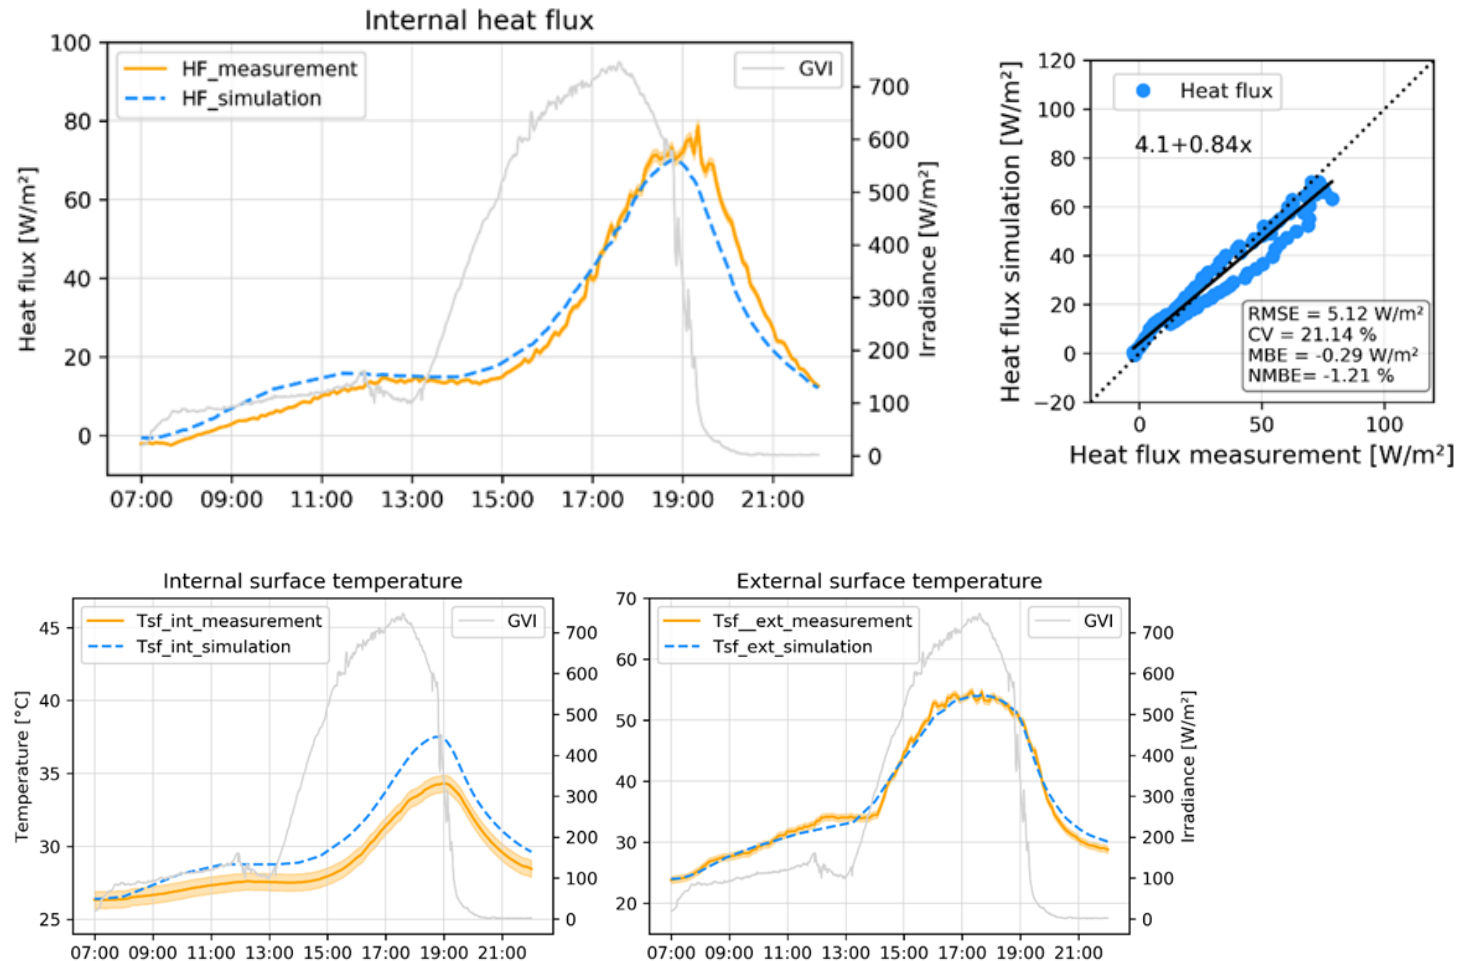 Internal heat flux
HF_measurement
HF_simulation
GVI
Heat flux [W/m²]
100
80
60
40
20
0
700
600
500
400
300
200
100
0
Irradiance [W/m²]
07:00 09:00 11:00 13:00 15:00 17:00 19:00 21:00
Heat flux simulation [W/m²]
120
100
80
60
40
20
0
−20
Heat flux
4.1+0.84x
RMSE = 5.12 W/m²
CV = 21.14 %
MBE = -0.29 W/m²
NMBE= -1.21 %
0 50 100
Heat flux measurement [W/m²]
Internal surface temperature
Tsf_int_measurement
Tsf_int_simulation
GVI
Temperature [°C]
45
40
35
30
25
700
600
500
400
300
200
100
0
07:00 09:00 11:00 13:00 15:00 17:00 19:00 21:00
External surface temperature
Tsf__ext_measurement
Tsf_ext_simulation
GVI
70
60
50
40
30
20
700
600
500
400
300
200
100
0
Irradiance [W/m²]
07:00 09:00 11:00 13:00 15:00 17:00 19:00 21:00